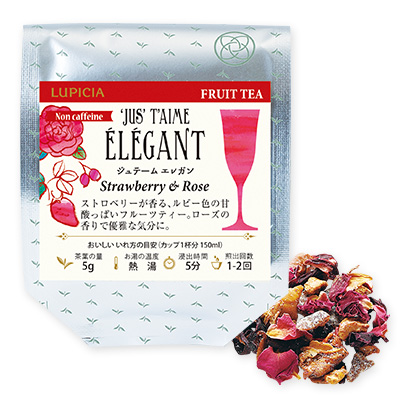 LUPICIA
FRUIT TEA
Non caffeine
'JUS' T'AIME
ÉLÉGANT
ジュテーム エレガン
Strawberry & Rose
ストロベリーが香る、ルビー色の甘
酸っぱいフルーツティー。ローズの
香りで優雅な気分に。
おいしいいれ方の目安（カップ1杯分 150ml）
茶葉の量 お湯の温度 浸出時間 煎出回数
5g 熱湯 5分 1-2回